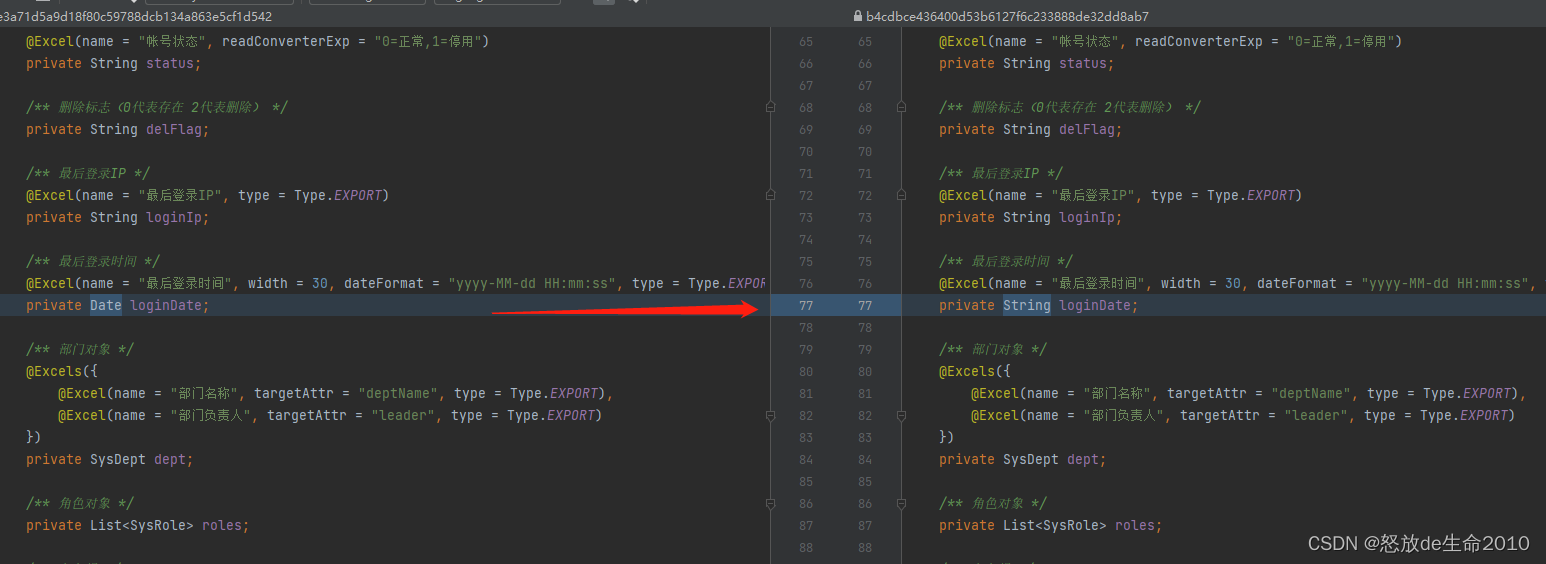 e3a71d5a9d18f80c59788dcb134a863e5cf1d542
@Excel(name = "帐号状态", readConverterExp = "0=正常,1=停用")
private String status;
/** 删除标志（0代表存在 2代表删除） */
private String delFlag;
/** 最后登录IP */
@Excel(name = "最后登录IP", type = Type.EXPORT)
private String loginIp;
/** 最后登录时间 */
@Excel(name = "最后登录时间", width = 30, dateFormat = "yyyy-MM-dd HH:mm:ss", type = Type.EXPOR
private Date loginDate;
/** 部门对象 */
@Excels({
@Excel(name = "部门名称", targetAttr = "deptName", type = Type.EXPORT),
@Excel(name = "部门负责人", targetAttr = "leader", type = Type.EXPORT)
})
private SysDept dept;
/** 角色对象 */
private List<SysRole> roles;
65 65
66 66
67 67
68 68
69 69
70 70
71 71
72 72
73 73
74 74
75 75
76 76
77 77
78 78
79 79
80 80
81 81
82 82
83 83
84 84
85 85
86 86
87 87
88 88
b4cdbce436400d53b6127f6c233888de32dd8ab7
@Excel(name = "帐号状态", readConverterExp = "0=正常,1=停用")
private String status;
/** 删除标志（0代表存在 2代表删除） */
private String delFlag;
/** 最后登录IP */
@Excel(name = "最后登录IP", type = Type.EXPORT)
private String loginIp;
/** 最后登录时间 */
@Excel(name = "最后登录时间", width = 30, dateFormat = "yyyy-MM-dd HH:mm:ss",
private String loginDate;
/** 部门对象 */
@Excels({
@Excel(name = "部门名称", targetAttr = "deptName", type = Type.EXPORT),
@Excel(name = "部门负责人", targetAttr = "leader", type = Type.EXPORT)
})
private SysDept dept;
/** 角色对象 */
private List<SysRole> roles;
CSDN @怒放de生命2010